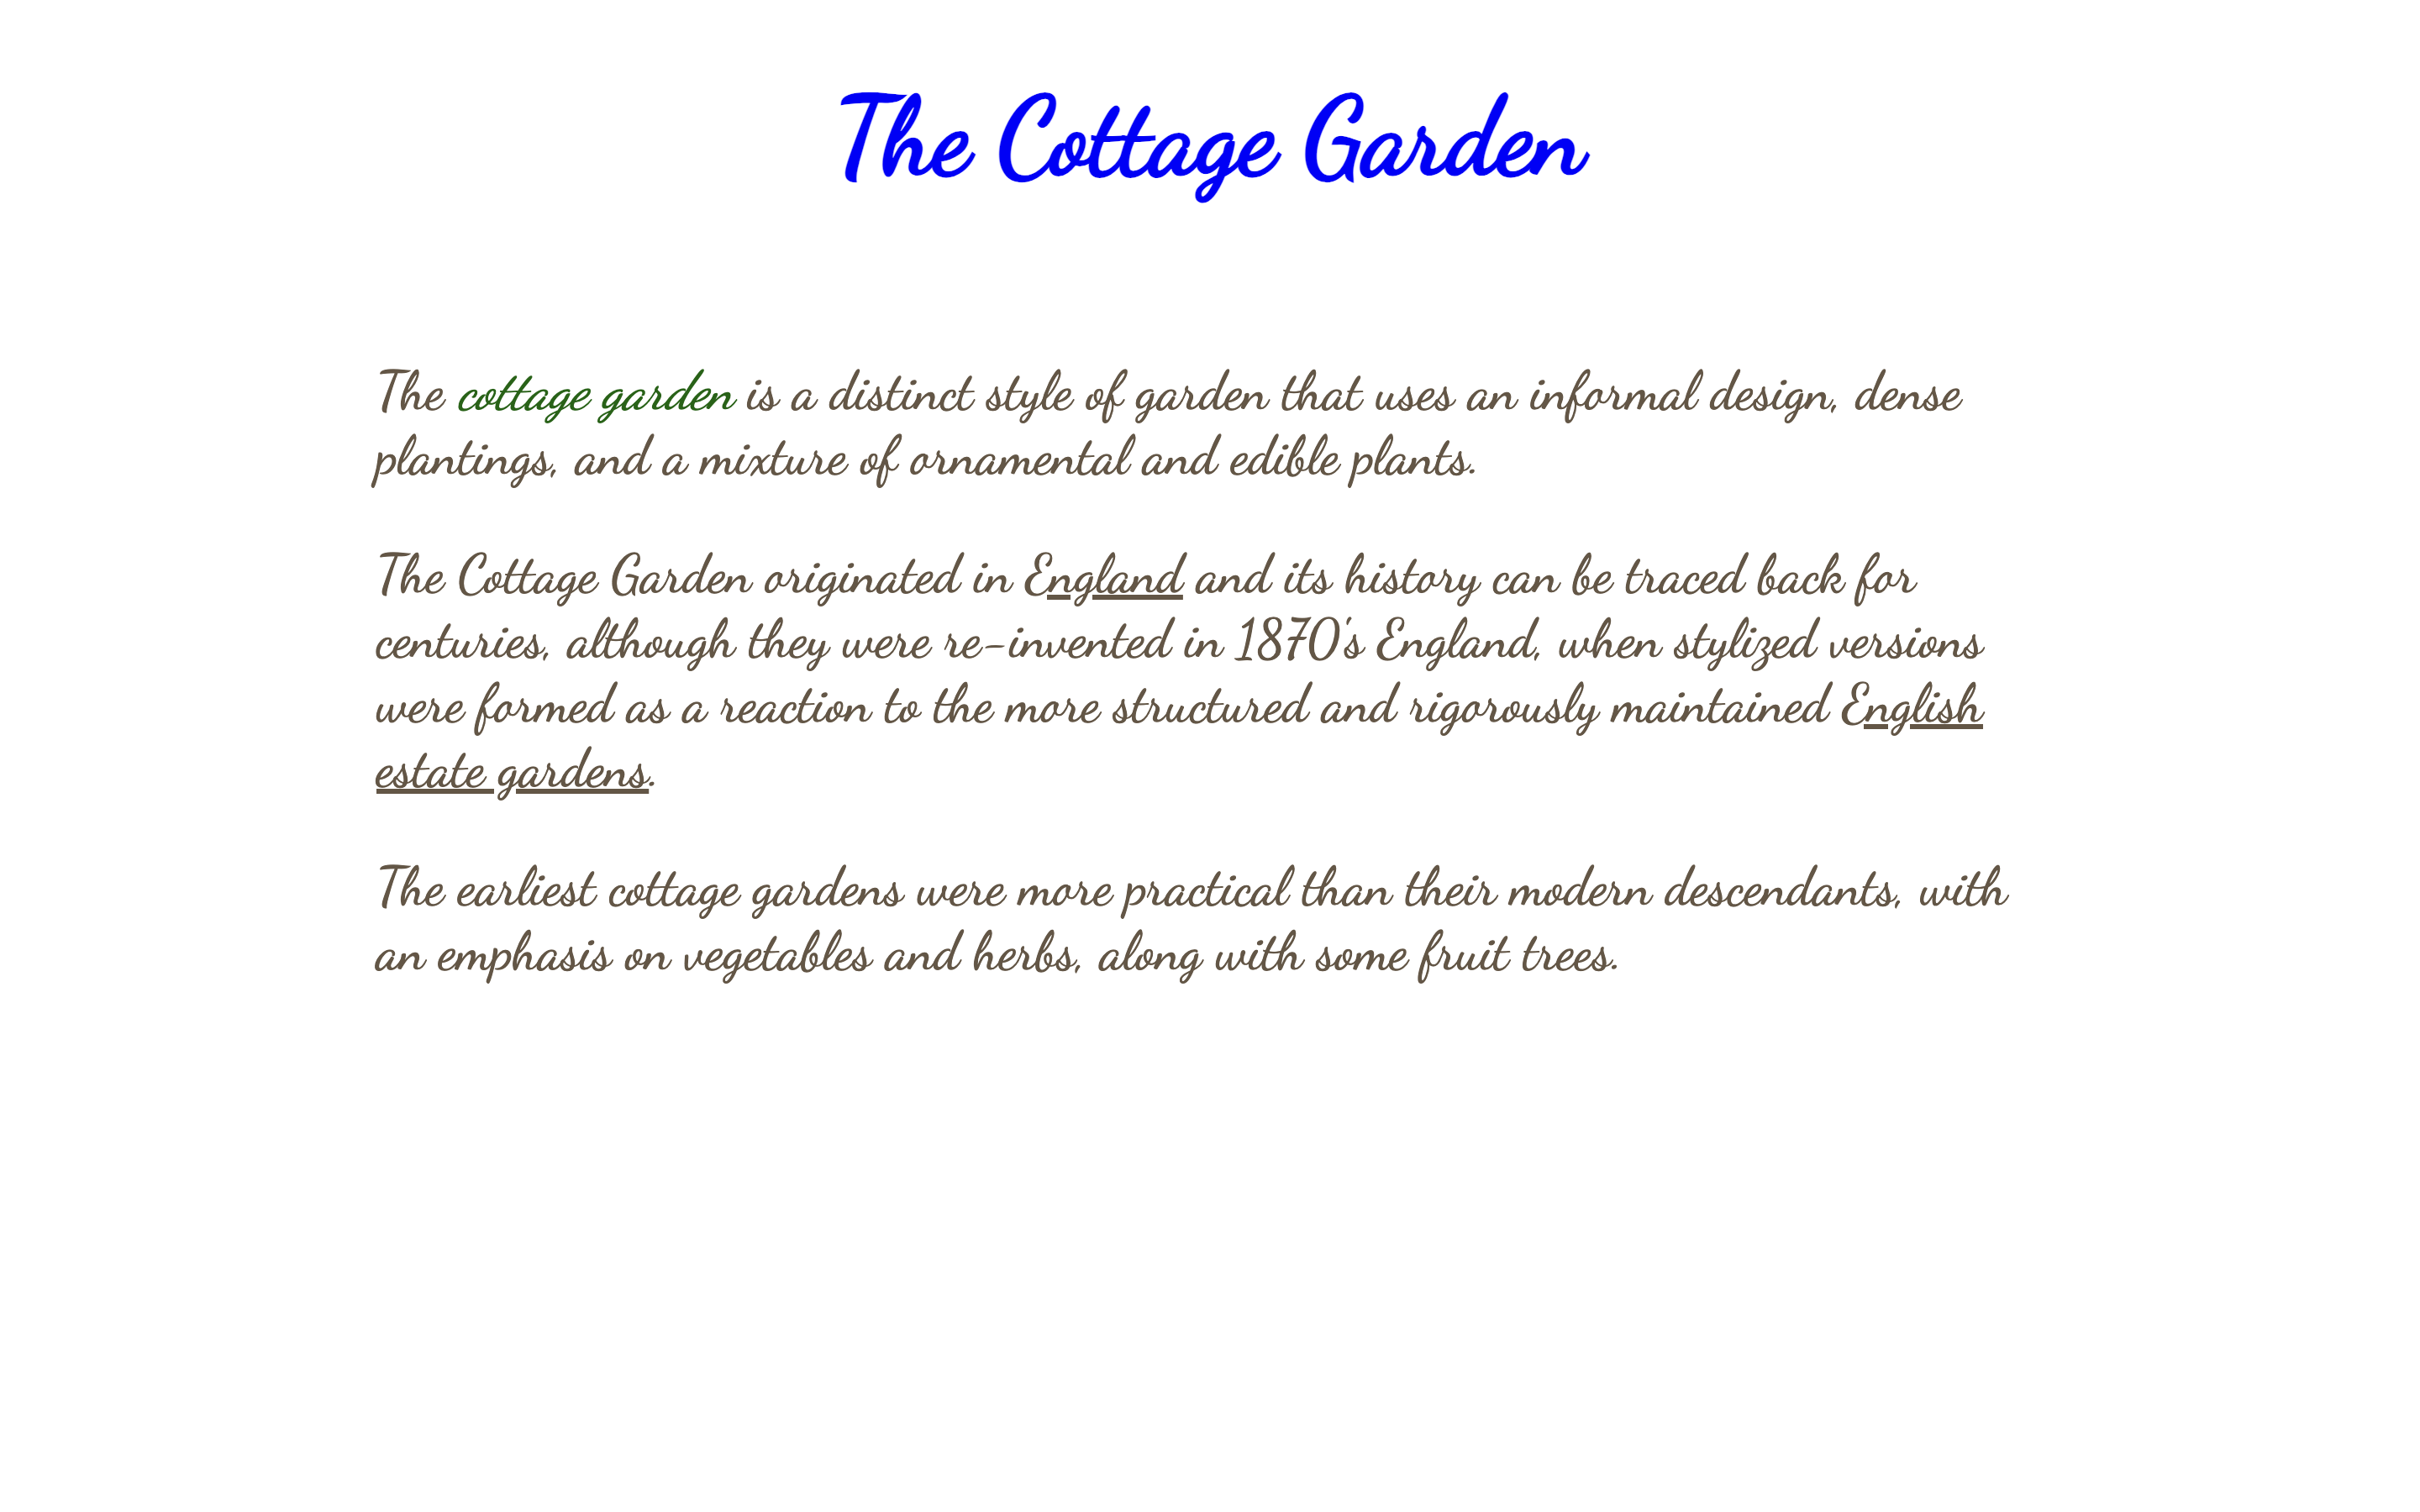 The Cottage Garden
The cottage garden is a distinct style of garden that uses an informal design, dense
plantings, and a mixture of ornamental and edible plants.
The Cottage Garden originated in England and its history can be traced back for
centuries, although they were re-invented in 1870's England, when stylized versions
were formed as a reaction to the more structured and rigorously maintained English
estate gardens.
The earliest cottage gardens were more practical than their modern descendants, with
an emphasis on vegetables and herbs, along with some fruit trees.